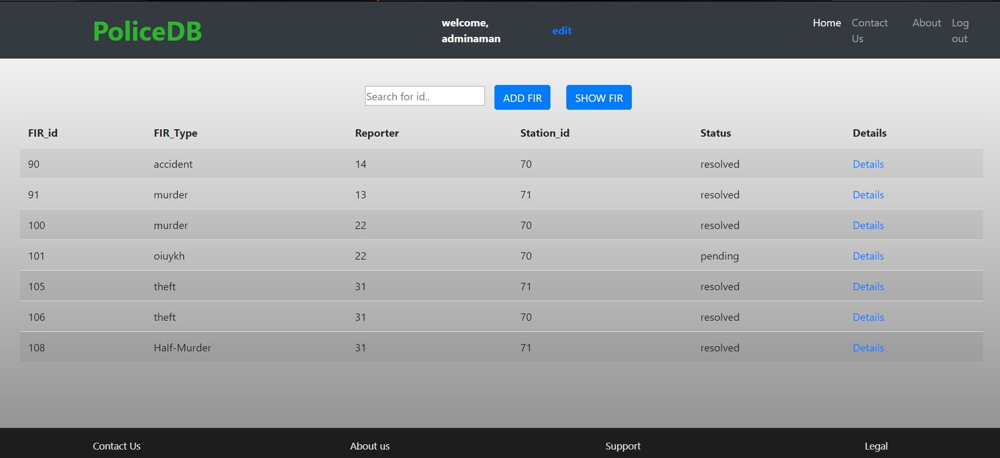 PoliceDB
welcome,
adminaman
edit
Home
Contact
Us
About
Log
out
Search for id..
ADD FIR
SHOW FIR
FIR_id FIR_Type Reporter Station_id Status Details
90 accident 14 70 resolved Details
91 murder 13 71 resolved Details
100 murder 22 70 resolved Details
101 oiuykh 22 70 pending Details
105 theft 31 71 resolved Details
106 theft 31 70 resolved Details
108 Half-Murder 31 71 resolved Details
Contact Us About us Support Legal